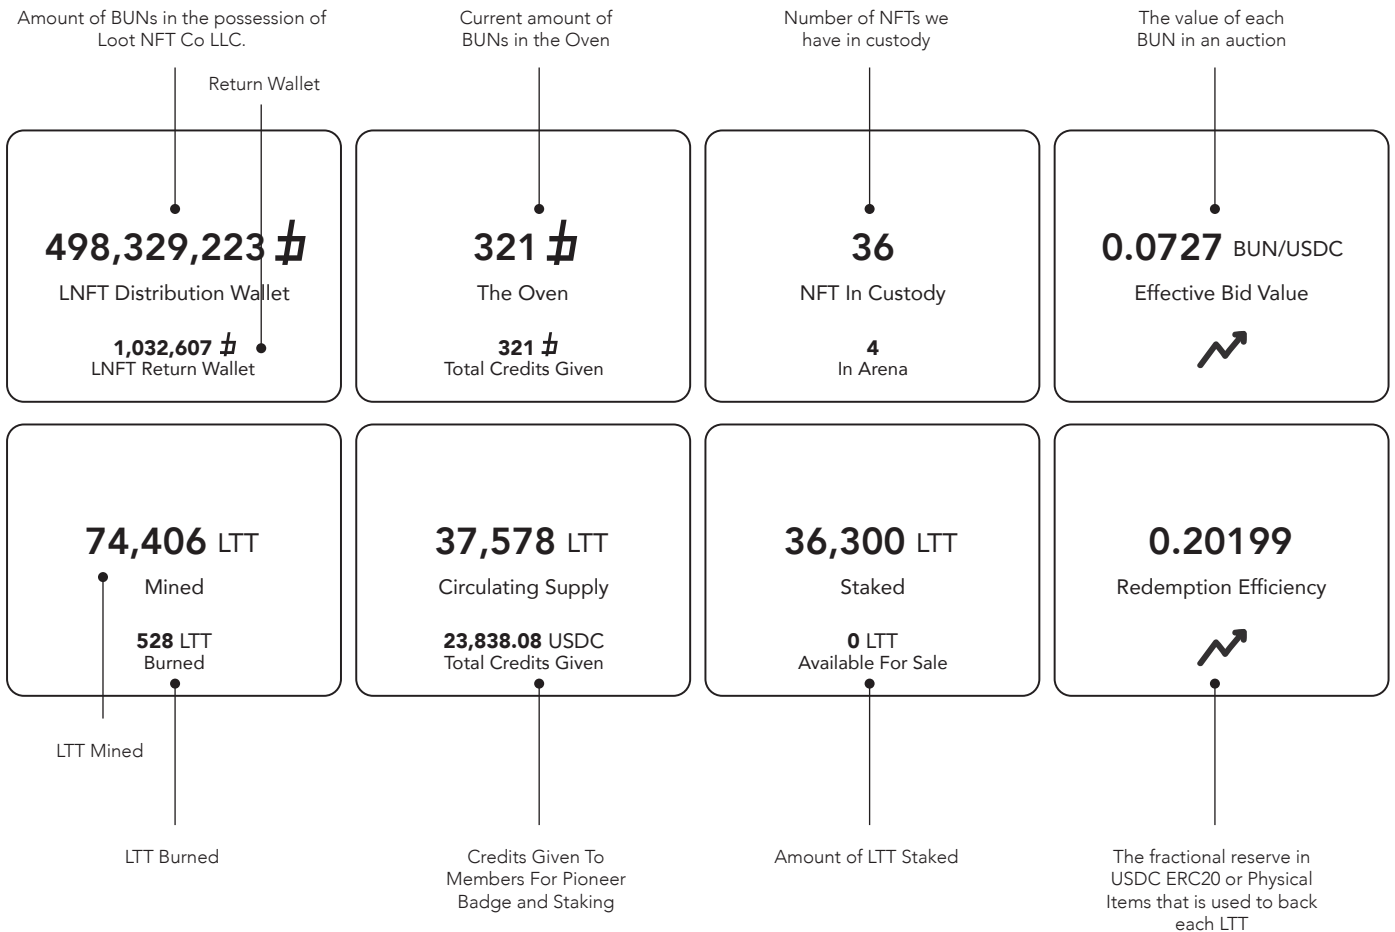 Amount of BUNs in the possession of
Loot NFT Co LLC.
Return Wallet
Current amount of
BUNs in the Oven
Number of NFTs we
have in custody
The value of each
BUN in an auction
498,329,223
LNFT Distribution Wallet
1,032,607
LNFT Return Wallet
321
The Oven
321
Total Credits Given
36
NFT In Custody
4
In Arena
0.0727 BUN/USDC
Effective Bid Value
74,406 LTT
Mined
528 LTT
Burned
37,578 LTT
Circulating Supply
23,838.08 USDC
Total Credits Given
36,300 LTT
Staked
0 LTT
Available For Sale
0.20199
Redemption Efficiency
LTT Mined
LTT Burned
Credits Given To
Members For Pioneer
Badge and Staking
Amount of LTT Staked
The fractional reserve in
USDC ERC20 or Physical
Items that is used to back
each LTT